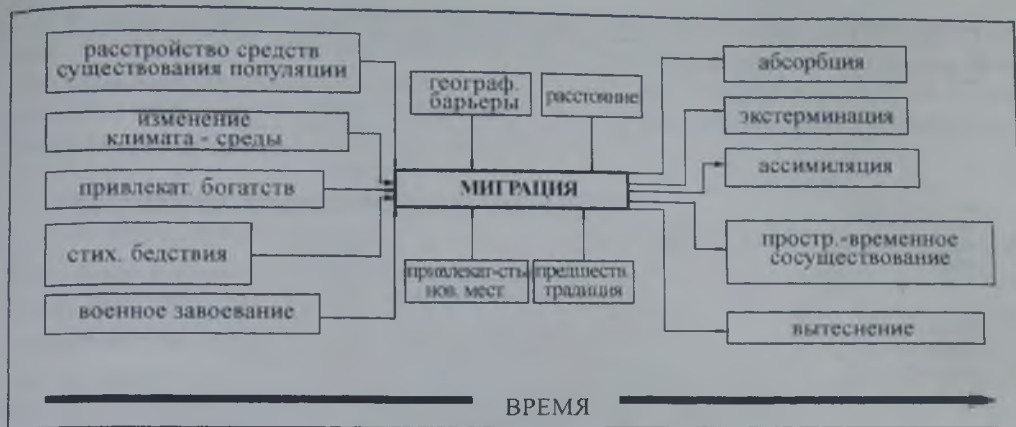 расстройство средств
существования популяции
изменение
климата - среды
привлекат. богатств
стих. бедствия
военное завоевание
географ.
барьеры
расстояние
МИГРАЦИЯ
привлекат-сть
нов. мест.
предшеств.
традиция
абсорбция
экстерминация
ассимиляция
простр.-временное
сосуществование
вытеснение
ВРЕМЯ